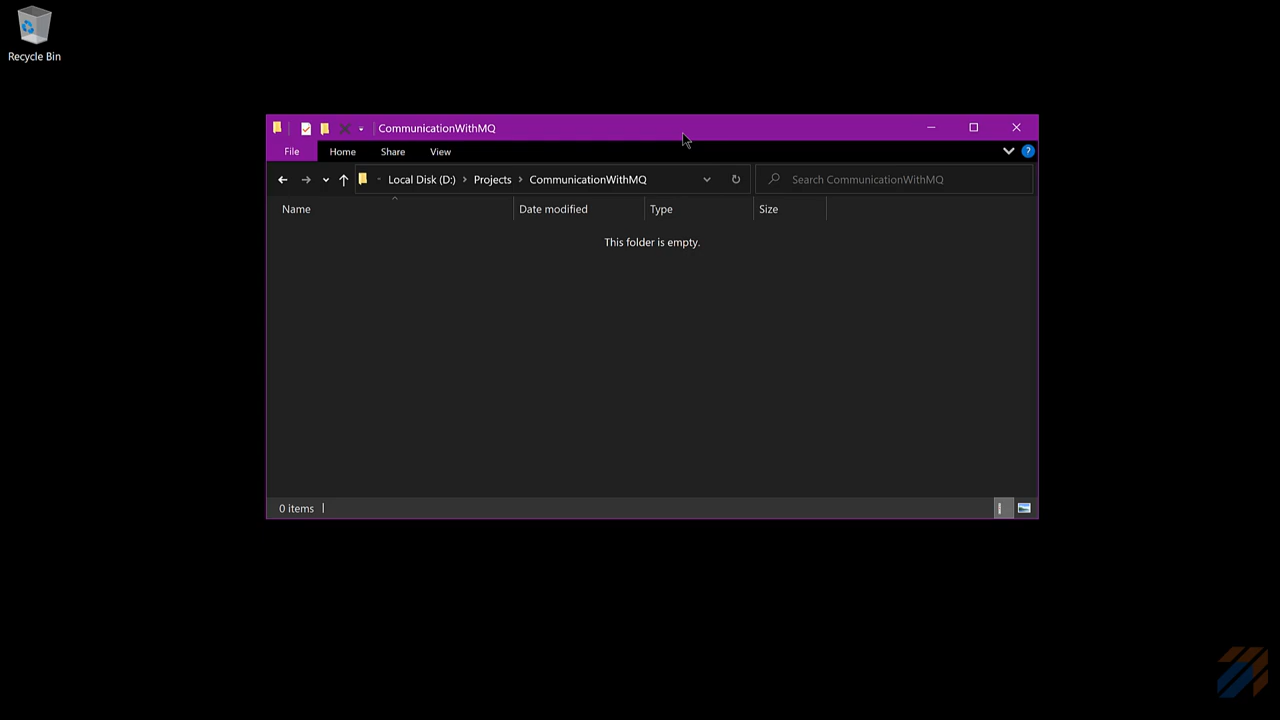 Recycle Bin
CommunicationWithMQ
File Home Share View
Local Disk (D:) Projects CommunicationWithMQ Search CommunicationWithMQ
Name Date modified Type Size
This folder is empty.
0 items